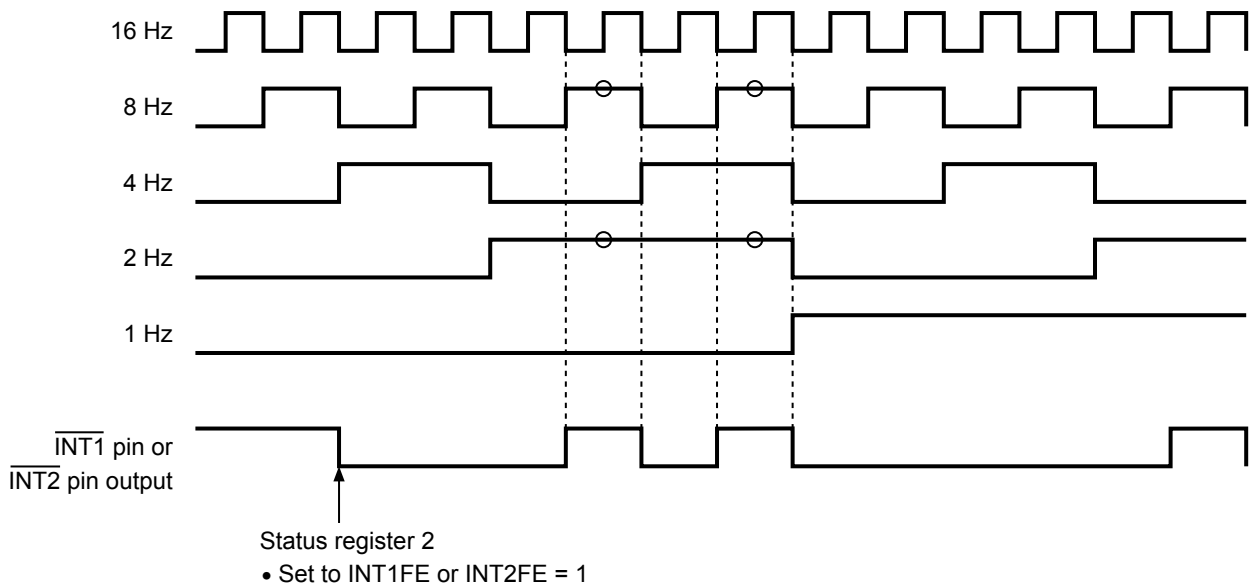 16 Hz
8 Hz
4 Hz
2 Hz
1 Hz
INT1 pin or
INT2 pin output
Status register 2
• Set to INT1FE or INT2FE = 1